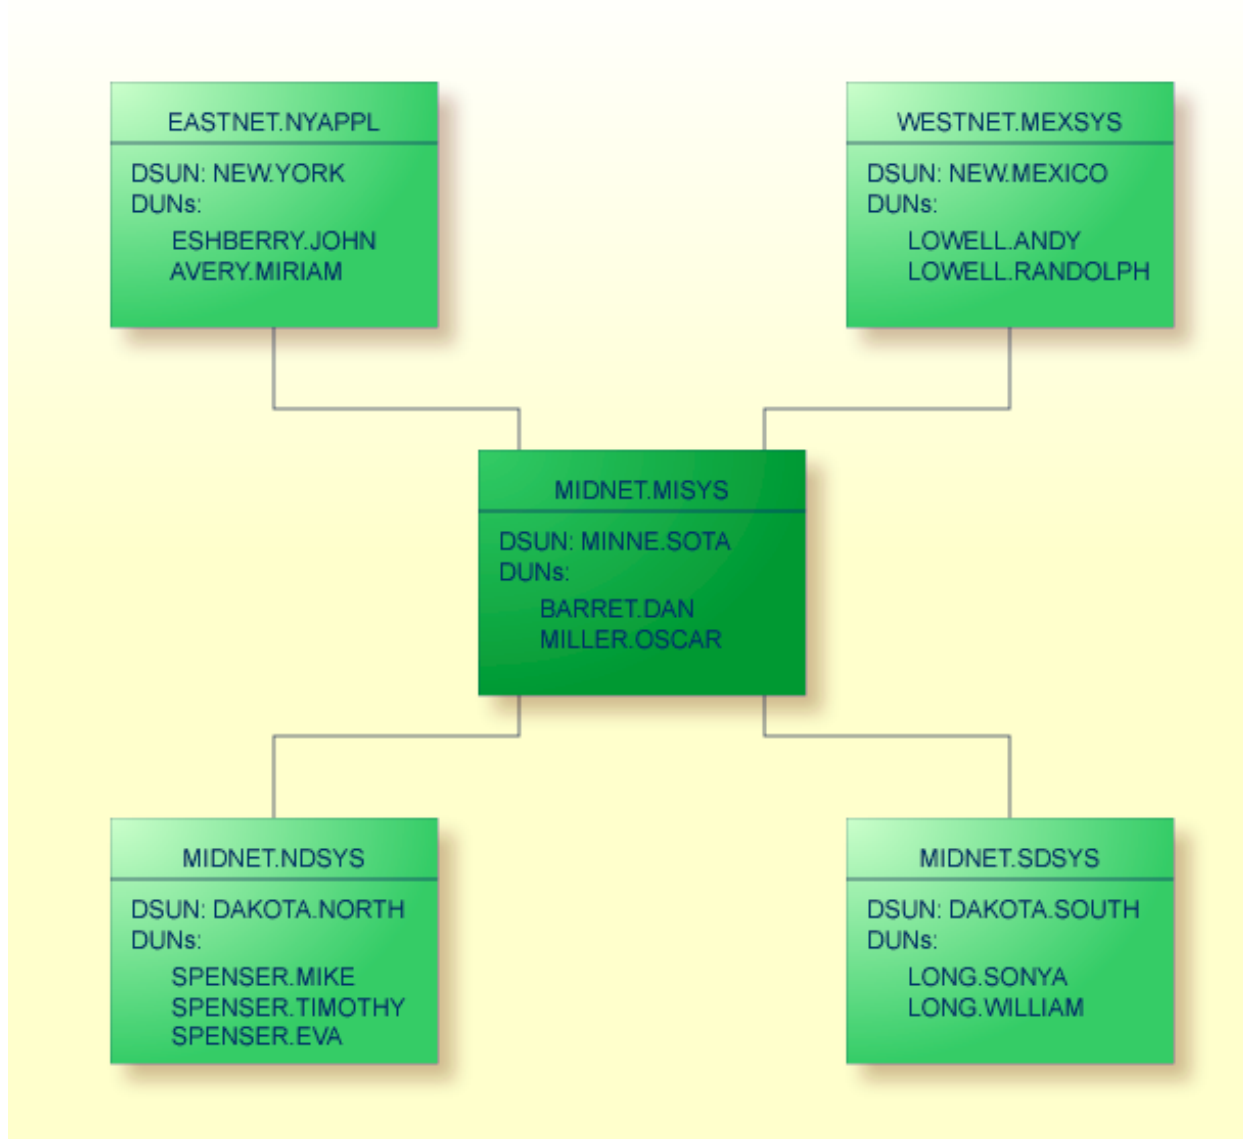 EASTNET.NYAPPL
DSUN: NEW.YORK
DUNs:
ESHBERRY.JOHN
AVERY.MIRIAM
WESTNET.MEXSYS
DSUN: NEW.MEXICO
DUNs:
LOWELL.ANDY
LOWELL.RANDOLPH
MIDNET.MISYS
DSUN: MINNE.SOTA
DUNs:
BARRET.DAN
MILLER.OSCAR
MIDNET.NDSYS
DSUN: DAKOTA.NORTH
DUNs:
SPENSER.MIKE
SPENSER.TIMOTHY
SPENSER.EVA
MIDNET.SDSYS
DSUN: DAKOTA.SOUTH
DUNs:
LONG.SONYA
LONG.WILLIAM